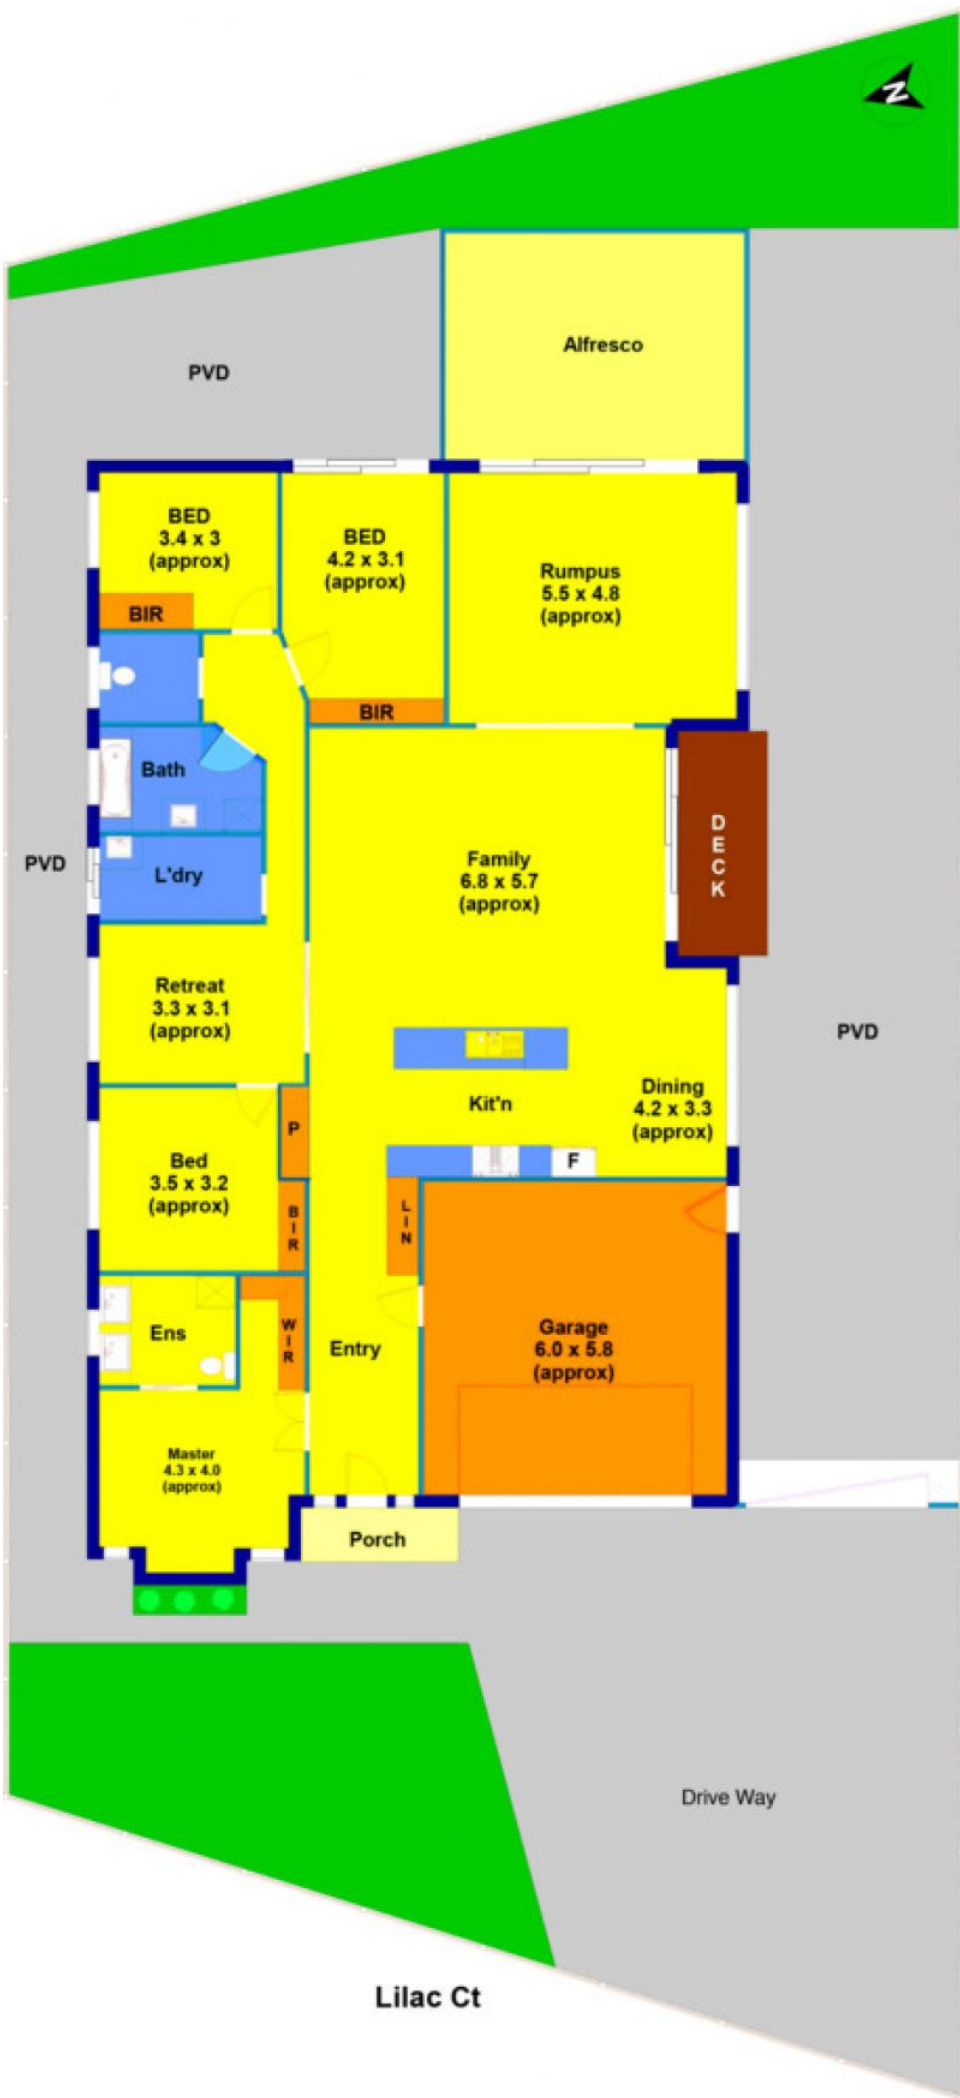 N
Alfresco
PVD
BED
3.4 x 3
(approx)
BED
4.2 x 3.1
(approx)
Rumpus
5.5 x 4.8
(approx)
BIR
BIR
Bath
DECK
PVD
L'dry
Family
6.8 x 5.7
(approx)
Retreat
3.3 x 3.1
(approx)
PVD
Kit'n
Dining
4.2 x 3.3
(approx)
P
Bed
3.5 x 3.2
(approx)
F
BIR
LIN
Ens
WIR
Entry
Garage
6.0 x 5.8
(approx)
Master
4.3 x 4.0
(approx)
Porch
Drive Way
Lilac Ct